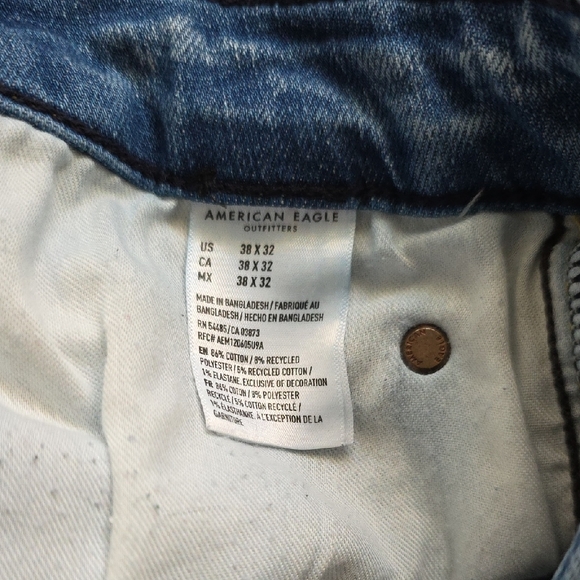 AMERICAN EAGLE
OUTFITTERS
US 38 X 32
CA 38 X 32
MX 38 X 32
MADE IN BANGLADESH / FABRIQUÉ AU
BANGLADESH / HECHO EN BANGLADESH
RN 54485 / CA 03873
RFC# AEM120605U9A
EN: 86% COTTON / 8% RECYCLED
POLYESTER / 5% RECYCLED COTTON /
1% ELASTANE. EXCLUSIVE OF DECORATION
FR: 86% COTON / 8% POLYESTER
RECYCLÉ / 5% COTTON RECYCLÉ /
1% ÉLASTHANNE. À L'EXCEPTION DE LA
GARNITURE.